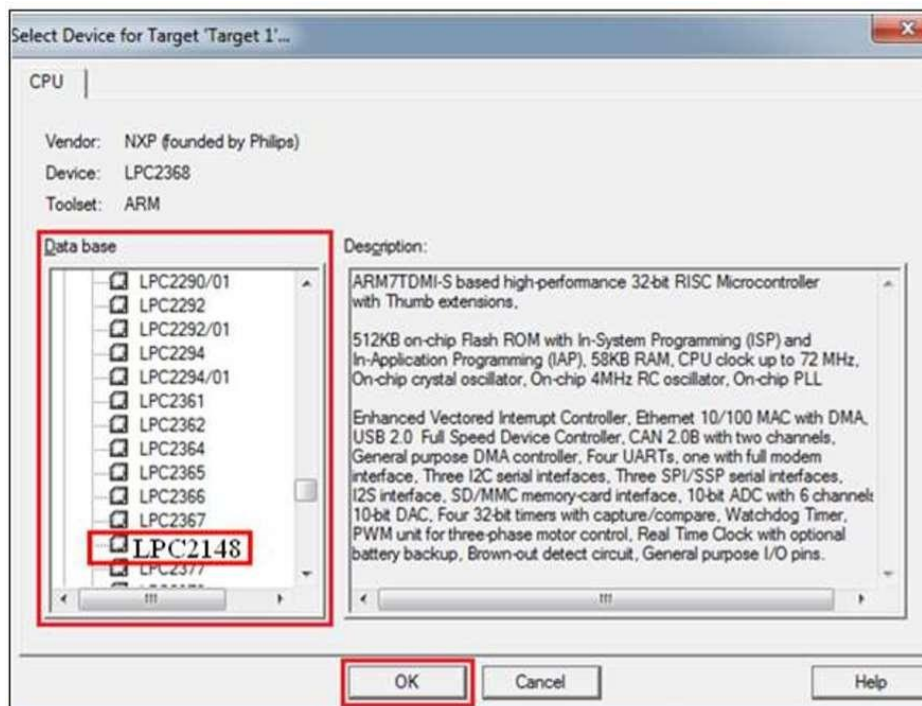 Select Device for Target 'Target 1'...
CPU
Vendor: NXP (founded by Philips)
Device: LPC2368
Toolset: ARM
Data base
LPC2290/01
LPC2292
LPC2292/01
LPC2294
LPC2294/01
LPC2361
LPC2362
LPC2364
LPC2365
LPC2366
LPC2367
LPC2148
LPC2377
Description:
ARM7TDMI-S based high-performance 32-bit RISC Microcontroller
with Thumb extensions,
512KB on-chip Flash ROM with In-System Programming (ISP) and
In-Application Programming (IAP), 58KB RAM, CPU clock up to 72 MHz,
On-chip crystal oscillator, On-chip 4MHz RC oscillator, On-chip PLL
Enhanced Vectored Interrupt Controller, Ethernet 10/100 MAC with DMA,
USB 2.0 Full Speed Device Controller, CAN 2.0B with two channels,
General purpose DMA controller, Four UARTs, one with full modem
interface, Three I2C serial interfaces, Three SPI/SSP serial interfaces,
I2S interface, SD/MMC memory-card interface, 10-bit ADC with 6 channels
10-bit DAC, Four 32-bit timers with capture/compare, Watchdog Timer,
PWM unit for three-phase motor control, Real Time Clock with optional
battery backup, Brown-out detect circuit, General purpose I/O pins.
OK
Cancel
Help